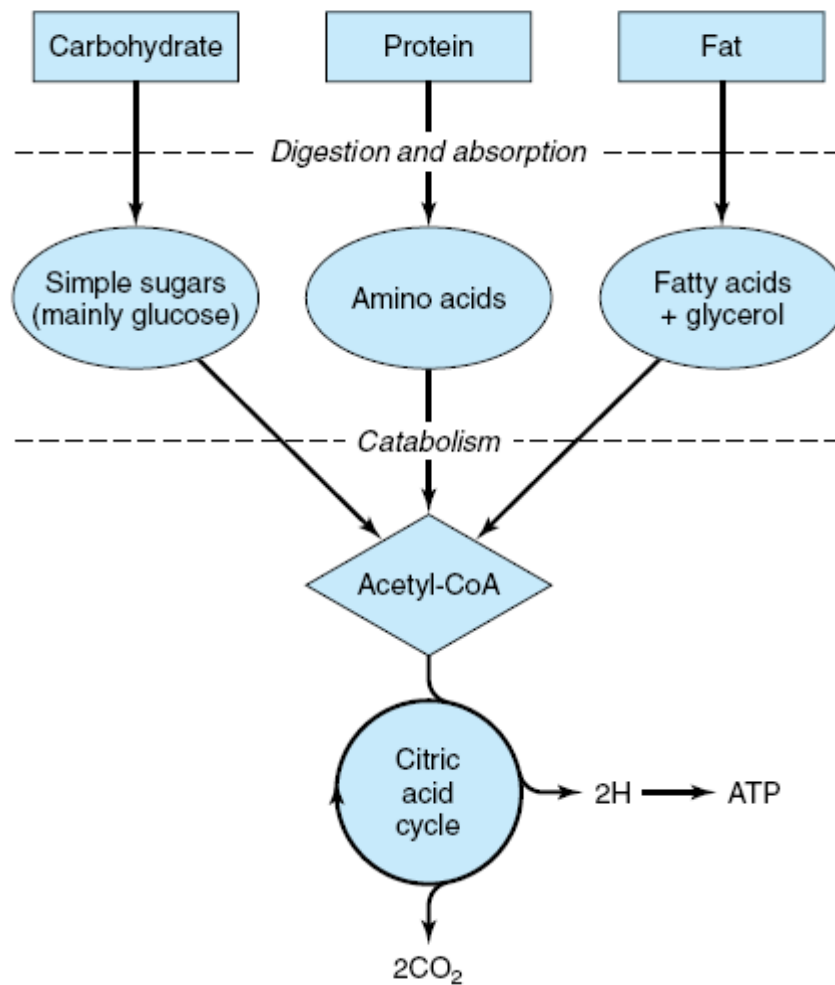 Carbohydrate
Protein
Fat
Digestion and absorption
Simple sugars
(mainly glucose)
Amino acids
Fatty acids
+ glycerol
Catabolism
Acetyl-CoA
Citric
acid
cycle
2H
ATP
2CO₂